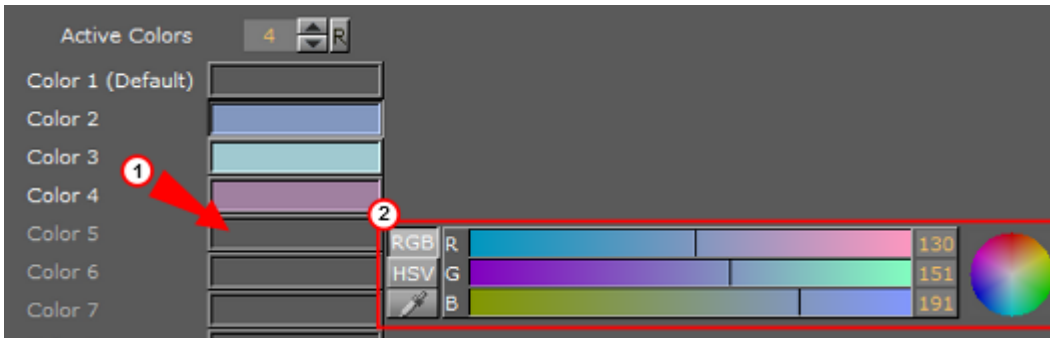 Active Colors 4 R
Color 1 (Default)
Color 2
Color 3
1
Color 4
2
Color 5
RGB R 130
Color 6
HSV G 151
Color 7
B 191